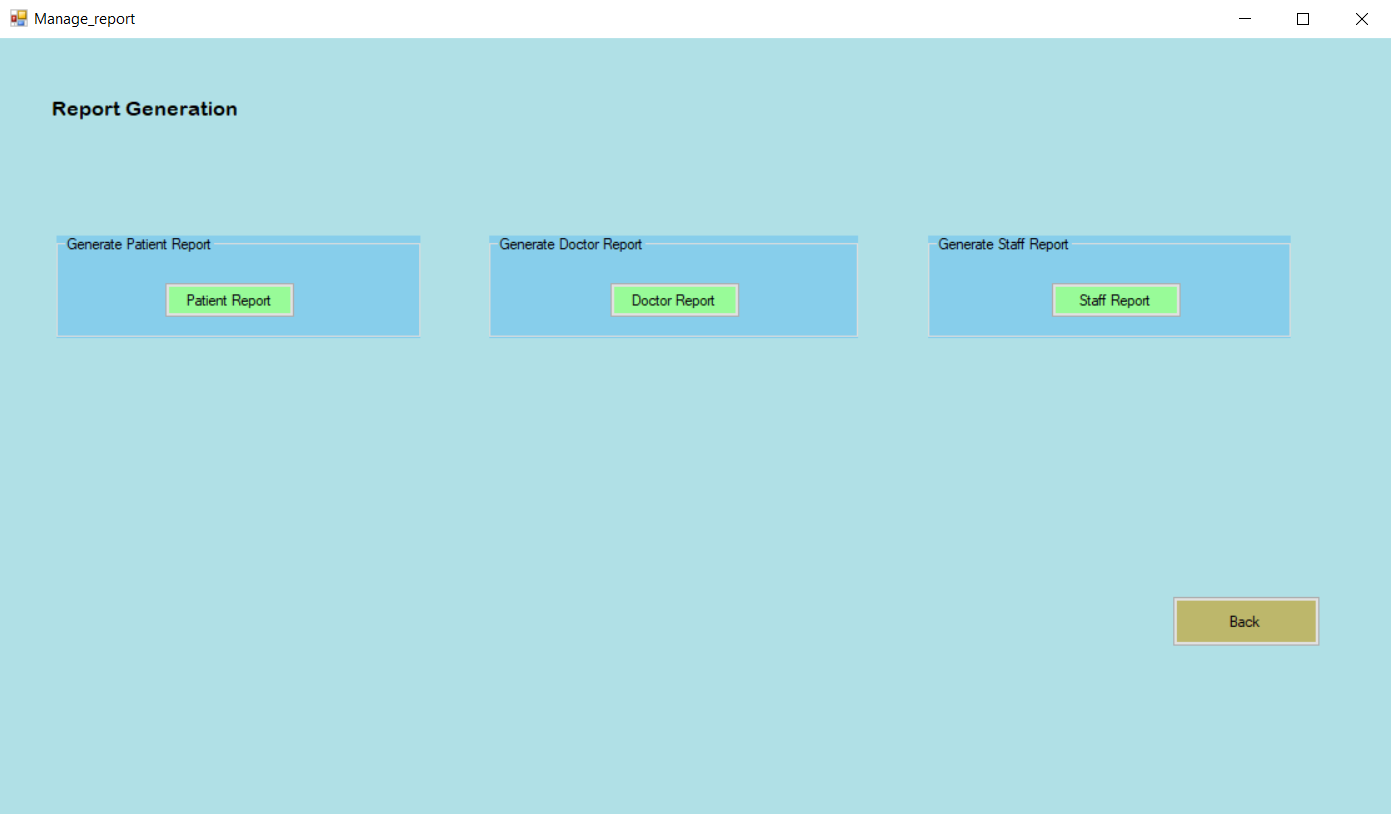 Manage_report
Report Generation
Generate Patient Report
Patient Report
Generate Doctor Report
Doctor Report
Generate Staff Report
Staff Report
Back